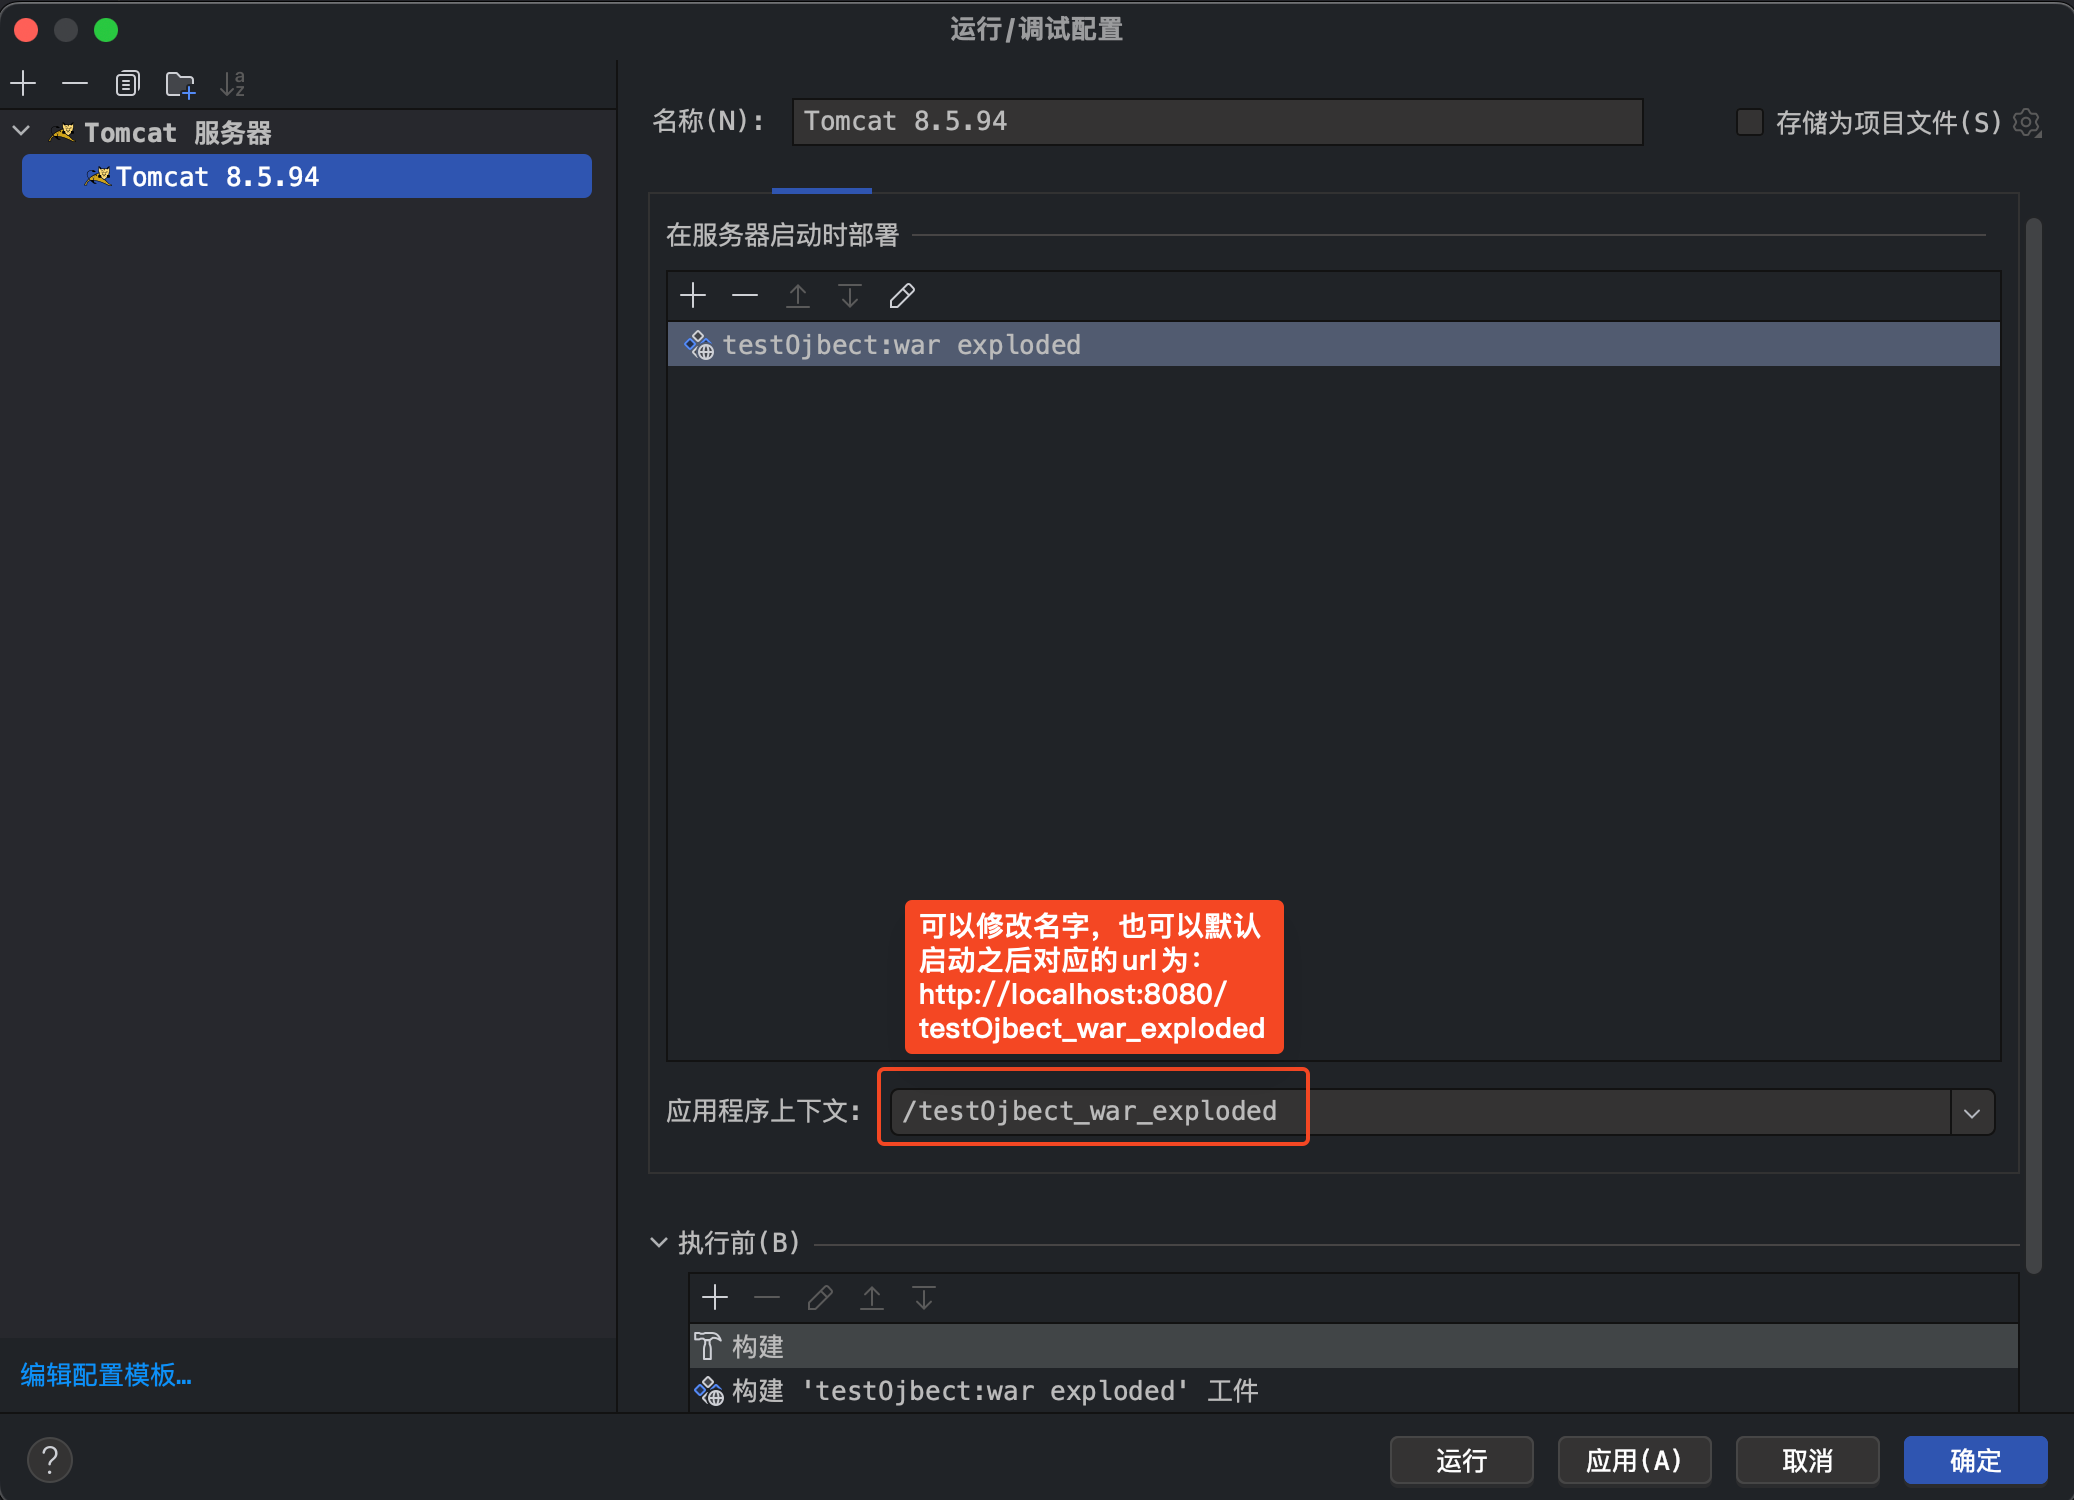 运行/调试配置
Tomcat 服务器
Tomcat 8.5.94
编辑配置模板...
名称(N):
Tomcat 8.5.94
存储为项目文件(S)
在服务器启动时部署
testOjbect:war exploded
可以修改名字，也可以默认
启动之后对应的url为：
http://localhost:8080/
testOjbect_war_exploded
应用程序上下文:
/testOjbect_war_exploded
执行前(B)
构建
构建 'testOjbect:war exploded' 工件
?
运行
应用(A)
取消
确定